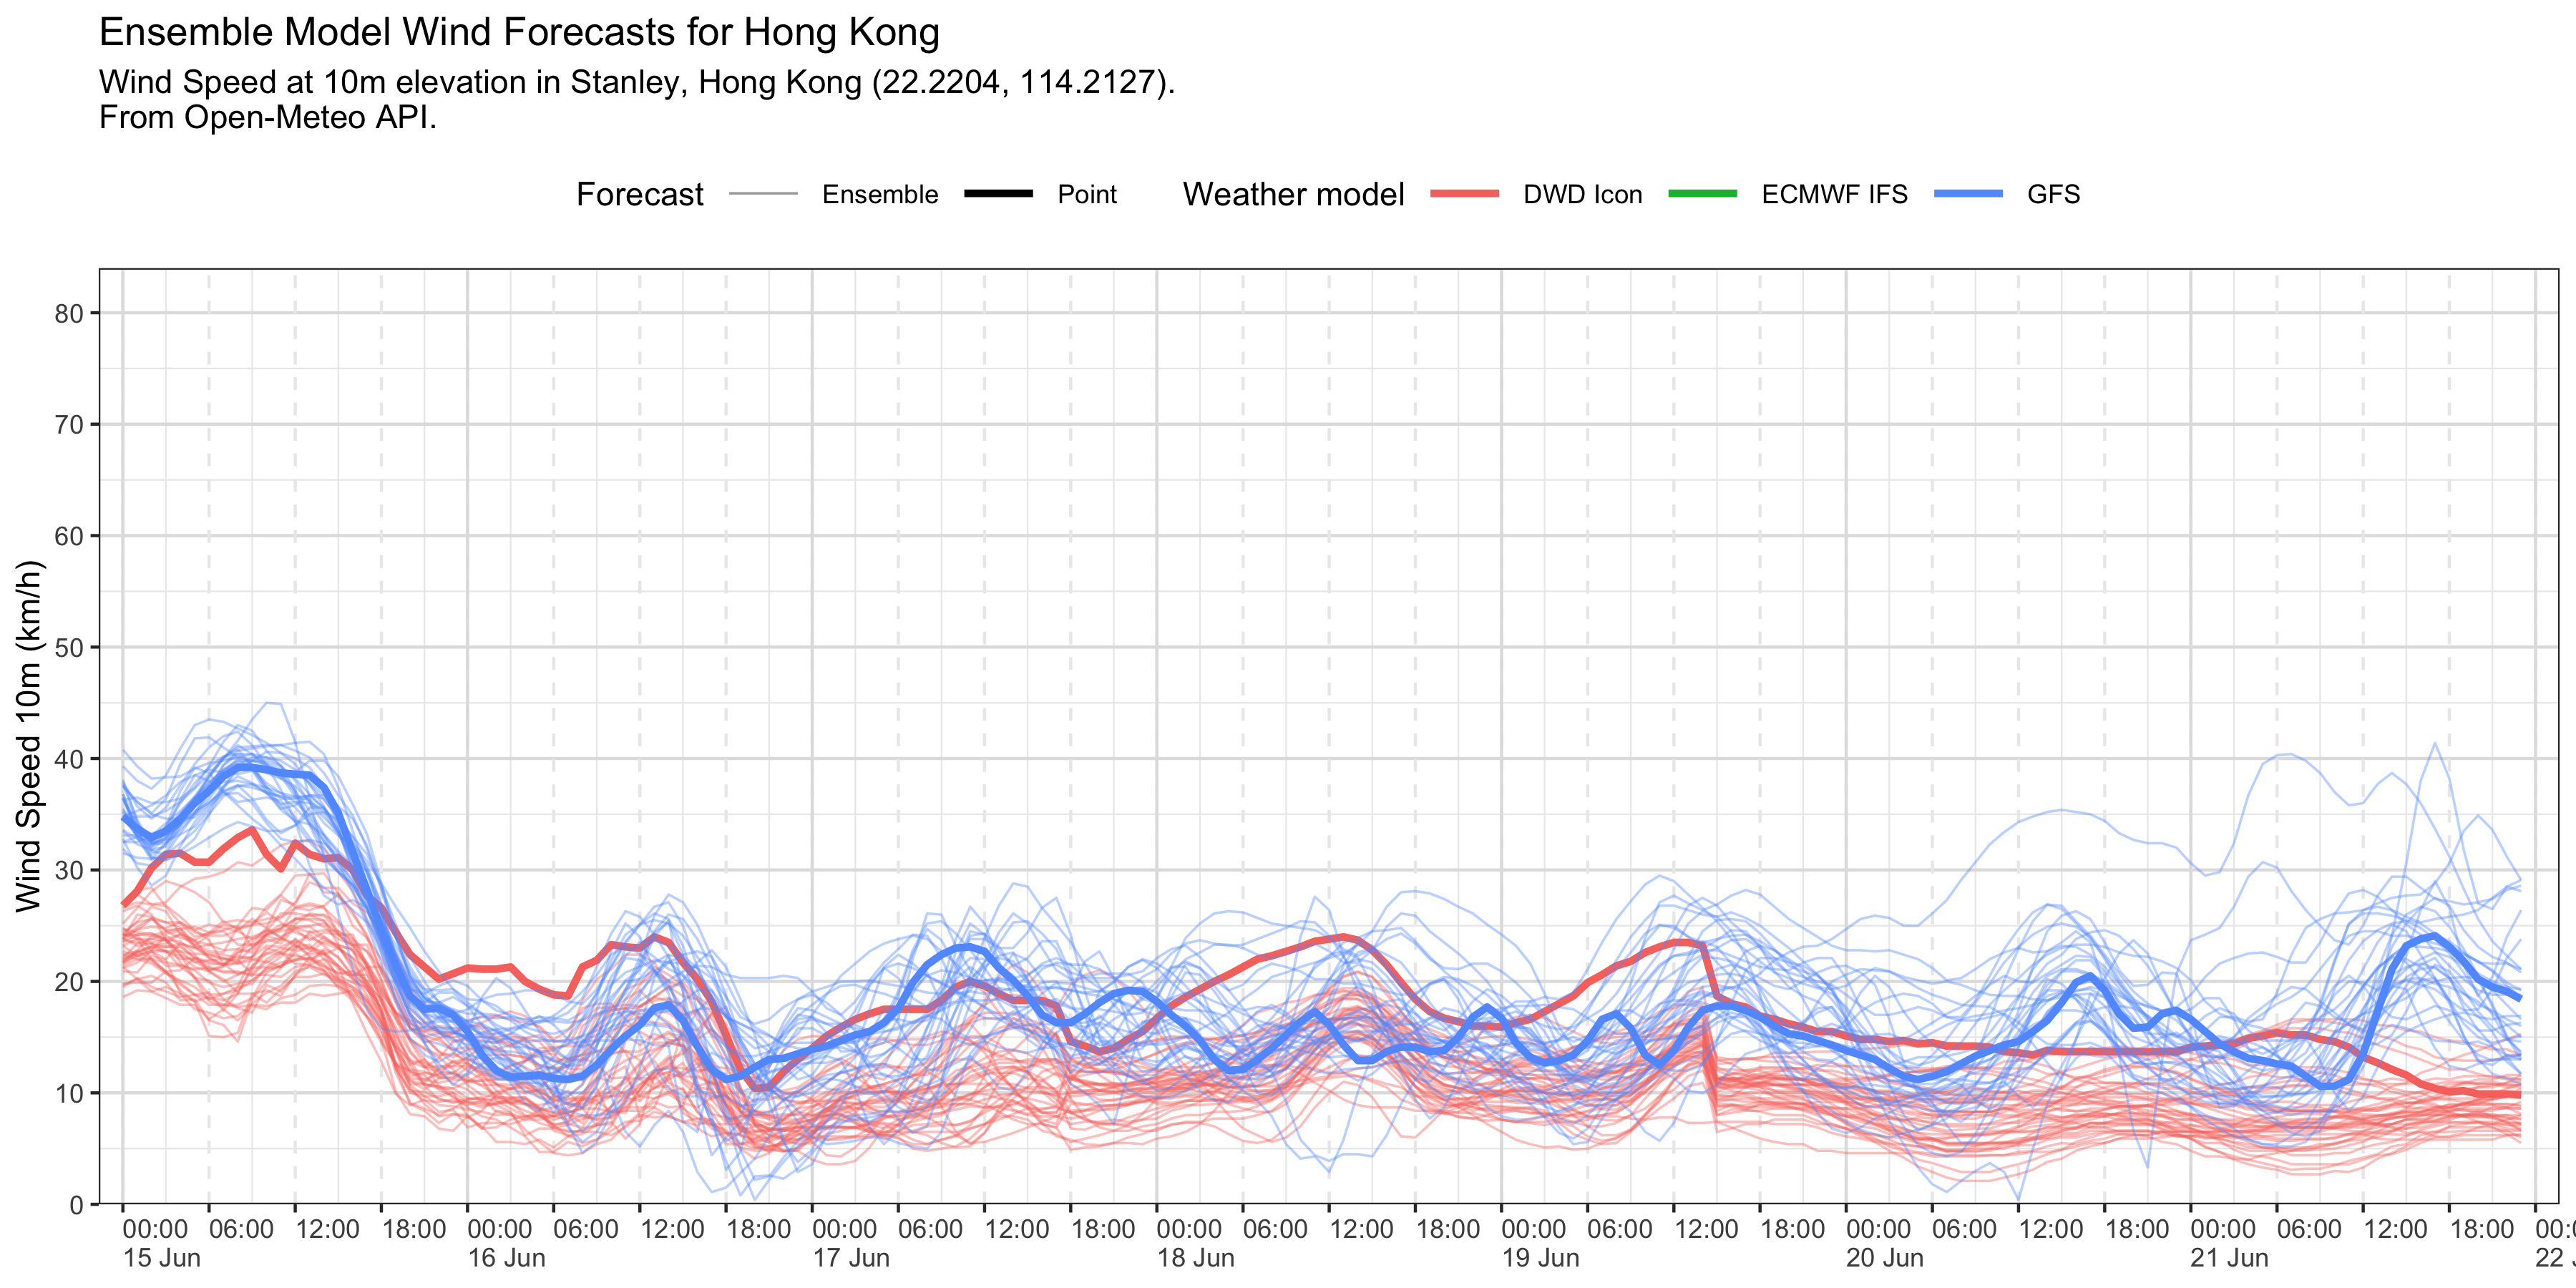 Ensemble Model Wind Forecasts for Hong Kong
Wind Speed at 10m elevation in Stanley, Hong Kong (22.2204, 114.2127).
From Open-Meteo API.
Forecast Ensemble Point Weather model DWD Icon ECMWF IFS GFS
Wind Speed 10m (km/h)
80
70
60
50
40
30
20
10
0
00:00 06:00 12:00 18:00 00:00 06:00 12:00 18:00 00:00 06:00 12:00 18:00 00:00 06:00 12:00 18:00 00:00 06:00 12:00 18:00 00:00 06:00 12:00 18:00 00:00 06:00 12:00 18:00
15 Jun 16 Jun 17 Jun 18 Jun 19 Jun 20 Jun 21 Jun 22